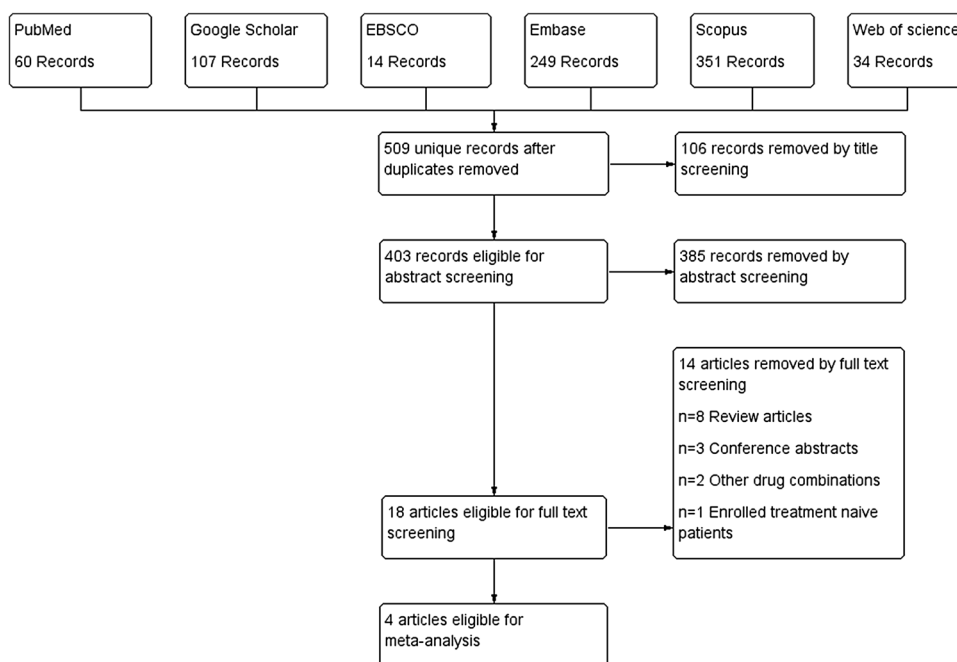 PubMed
60 Records
Google Scholar
107 Records
EBSCO
14 Records
Embase
249 Records
Scopus
351 Records
Web of science
34 Records
509 unique records after
duplicates removed
106 records removed by title
screening
403 records eligible for
abstract screening
385 records removed by
abstract screening
14 articles removed by full text
screening
n=8 Review articles
n=3 Conference abstracts
n=2 Other drug combinations
n=1 Enrolled treatment naive
patients
18 articles eligible for full text
screening
4 articles eligible for
meta-analysis